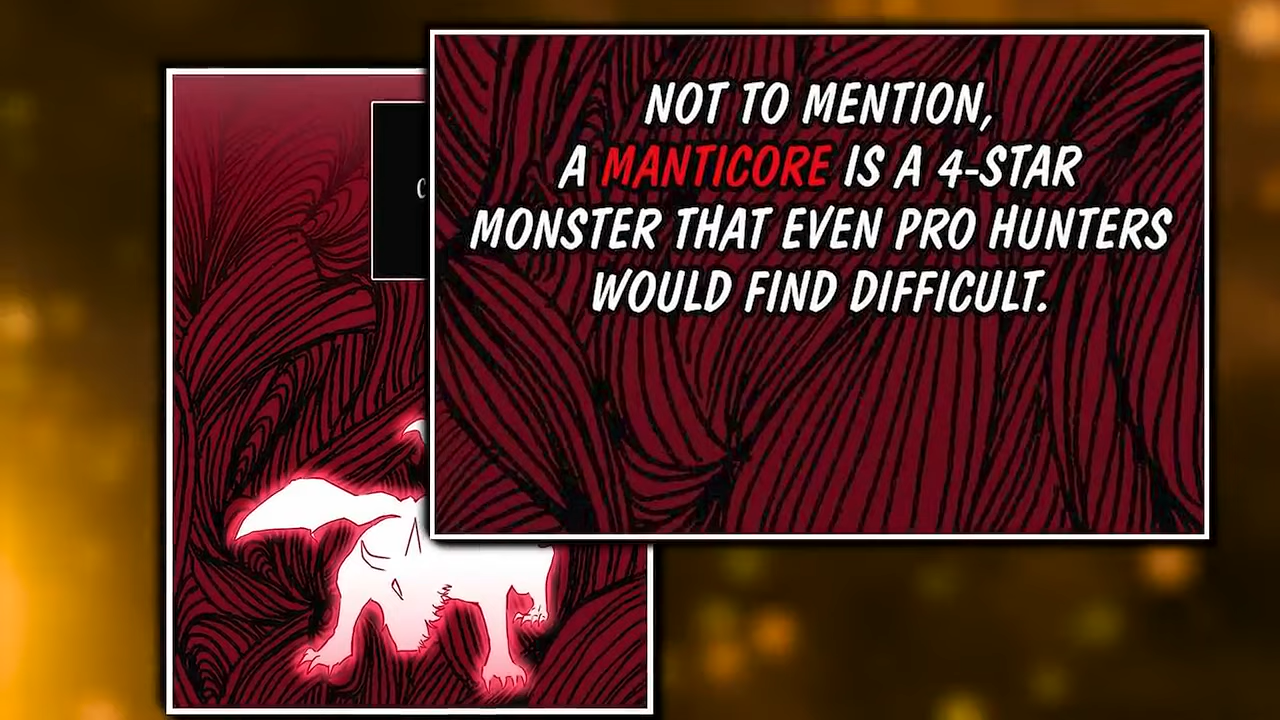 NOT TO MENTION,
A MANTICORE IS A 4-STAR
MONSTER THAT EVEN PRO HUNTERS
WOULD FIND DIFFICULT.